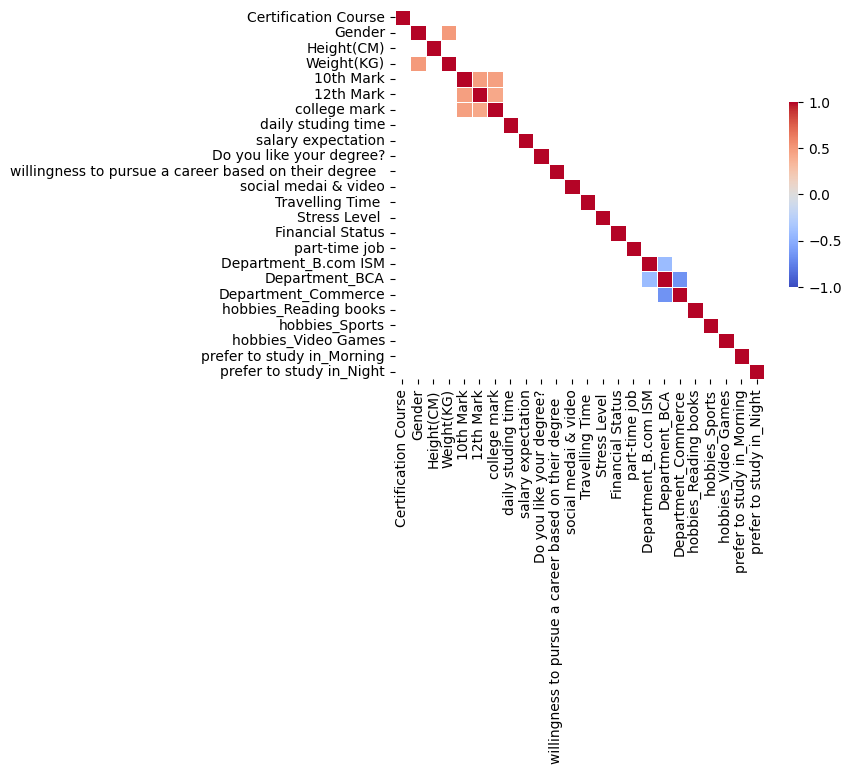 Certification Course
Gender
Height(CM)
Weight(KG)
10th Mark
12th Mark
college mark
daily studing time
salary expectation
Do you like your degree?
willingness to pursue a career based on their degree
social medai & video
Travelling Time
Stress Level
Financial Status
part-time job
Department_B.com ISM
Department_BCA
Department_Commerce
hobbies_Reading books
hobbies_Sports
hobbies_Video Games
prefer to study in_Morning
prefer to study in_Night
Certification Course
Gender
Height(CM)
Weight(KG)
10th Mark
12th Mark
college mark
daily studing time
salary expectation
Do you like your degree?
willingness to pursue a career based on their degree
social medai & video
Travelling Time
Stress Level
Financial Status
part-time job
Department_B.com ISM
Department_BCA
Department_Commerce
hobbies_Reading books
hobbies_Sports
hobbies_Video Games
prefer to study in_Morning
prefer to study in_Night
1.0
0.5
0.0
−0.5
−1.0